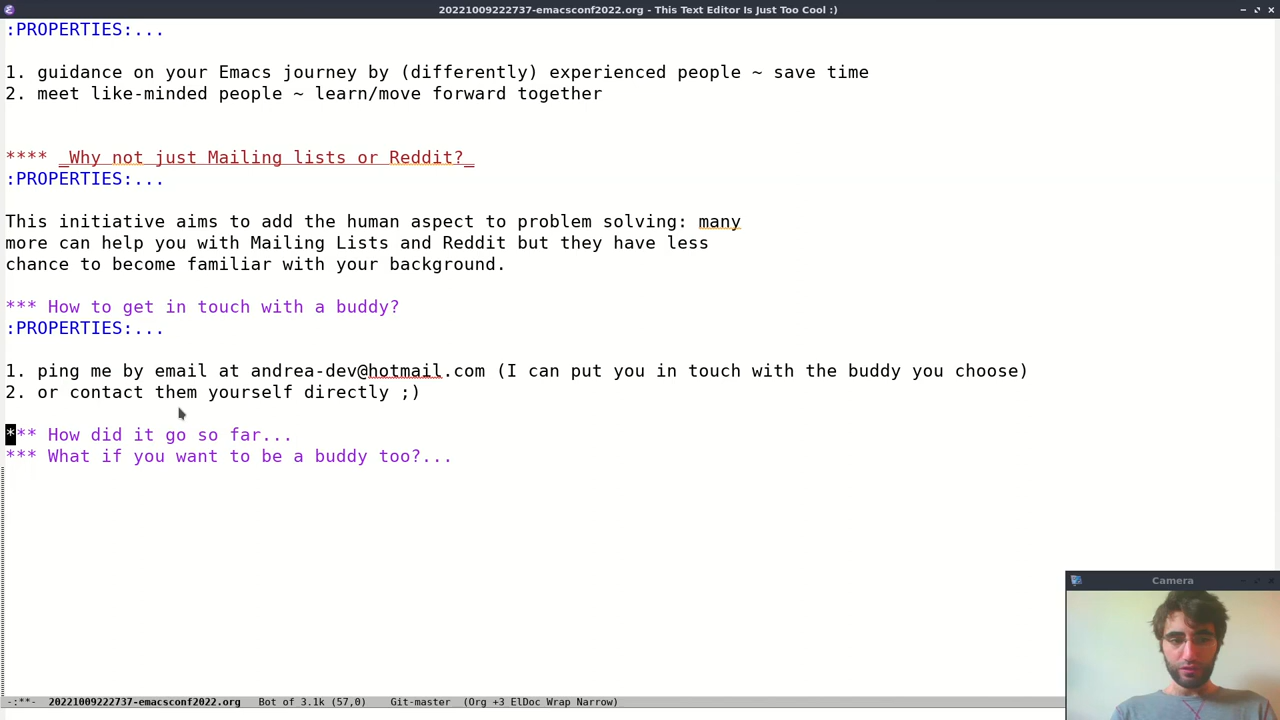 20221009222737-emacsconf2022.org - This Text Editor Is Just Too Cool :)
:PROPERTIES:...
1. guidance on your Emacs journey by (differently) experienced people ~ save time
2. meet like-minded people ~ learn/move forward together
**** _Why not just Mailing lists or Reddit?_
:PROPERTIES:...
This initiative aims to add the human aspect to problem solving: many
more can help you with Mailing Lists and Reddit but they have less
chance to become familiar with your background.
*** How to get in touch with a buddy?
:PROPERTIES:...
1. ping me by email at andrea-dev@hotmail.com (I can put you in touch with the buddy you choose)
2. or contact them yourself directly ;)
*** How did it go so far...
*** What if you want to be a buddy too?...
Camera
-:**- 20221009222737-emacsconf2022.org Bot of 3.1k (57,0) Git-master (Org +3 ElDoc Wrap Narrow)